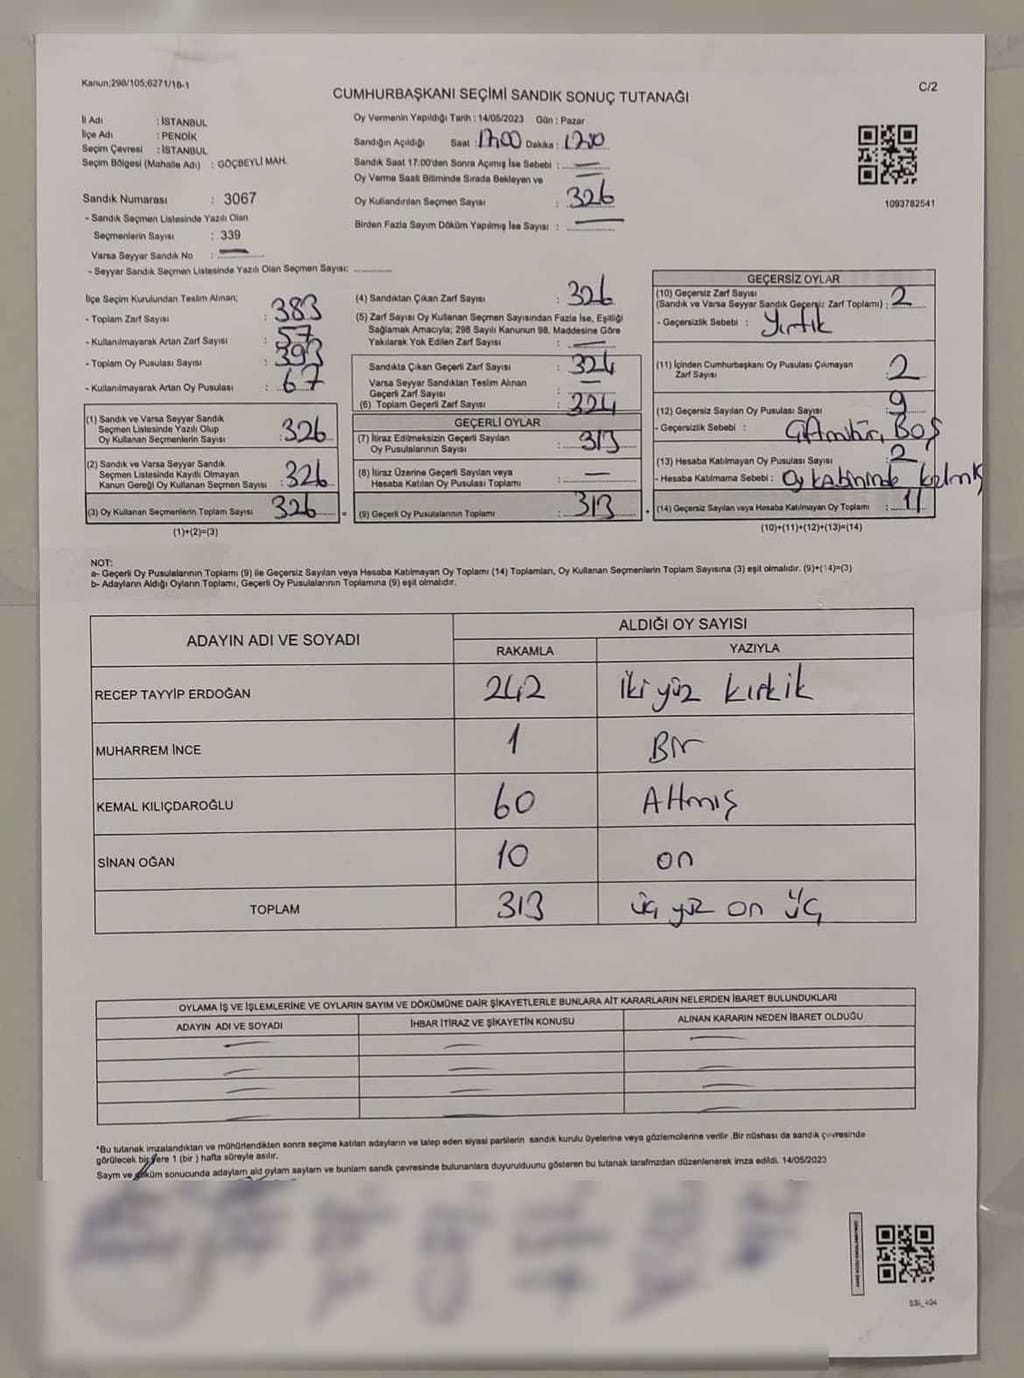 Kanun;298/105;6271/18-1
C/2
CUMHURBAŞKANI SEÇİMİ SANDIK SONUÇ TUTANAĞI
İl Adı : İSTANBUL
İlçe Adı : PENDİK
Seçim Çevresi : İSTANBUL
Seçim Bölgesi (Mahalle Adı) : GÖÇBEYLİ MAH.
Oy Vermenin Yapıldığı Tarih : 14/05/2023 Gün : Pazar
Sandığın Açıldığı Saat : 17:00 Dakika :
Sandık Saat 17:00'den Sonra Açımış İse Sebebi : —
Oy Verme Saati Bitiminde Sırada Bekleyen ve
Oy Kullandırılan Seçmen Sayısı : 326
Birden Fazla Sayım Döküm Yapılmış İse Sayısı : —
1093782541
Sandık Numarası : 3067
- Sandık Seçmen Listesinde Yazılı Olan
Seçmenlerin Sayısı : 339
Varsa Seyyar Sandık No : —
- Seyyar Sandık Seçmen Listesinde Yazılı Olan Seçmen Sayısı: ............
İlçe Seçim Kurulundan Teslim Alınan;
- Toplam Zarf Sayısı : 383
- Kullanılmayarak Artan Zarf Sayısı : 57
- Toplam Oy Pusulası Sayısı : 393
- Kullanılmayarak Artan Oy Pusulası : 67
(1) Sandık ve Varsa Seyyar Sandık
Seçmen Listesinde Yazılı Olup
Oy Kullanan Seçmenlerin Sayısı : 326
(2) Sandık ve Varsa Seyyar Sandık
Seçmen Listesinde Kayıtlı Olmayan
Kanun Gereği Oy Kullanan Seçmen Sayısı : 326
(3) Oy Kullanan Seçmenlerin Toplam Sayısı 326 =
(1)+(2)=(3)
(4) Sandıktan Çıkan Zarf Sayısı : 326
(5) Zarf Sayısı Oy Kullanan Seçmen Sayısından Fazla İse, Eşitliği
Sağlamak Amacıyla; 298 Sayılı Kanunun 98. Maddesine Göre
Yakılarak Yok Edilen Zarf Sayısı : —
Sandıkta Çıkan Geçerli Zarf Sayısı : 324
Varsa Seyyar Sandıktan Teslim Alınan
Geçerli Zarf Sayısı : —
(6) Toplam Geçerli Zarf Sayısı : 324
GEÇERLİ OYLAR
(7) İtiraz Edilmeksizin Geçerli Sayılan
Oy Pusulalarının Sayısı : 313
(8) İtiraz Üzerine Geçerli Sayılan veya
Hesaba Katılan Oy Pusulası Toplamı : —
(9) Geçerli Oy Pusulalarının Toplamı : 313 +
GEÇERSİZ OYLAR
(10) Geçersiz Zarf Sayısı
(Sandık ve Varsa Seyyar Sandık Geçersiz Zarf Toplamı) : 2
- Geçersizlik Sebebi : Yırtık
(11) İçinden Cumhurbaşkanı Oy Pusulası Çıkmayan
Zarf Sayısı 2
(12) Geçersiz Sayılan Oy Pusulası Sayısı : 9
- Geçersizlik Sebebi : Boş
(13) Hesaba Katılmayan Oy Pusulası Sayısı : 2
- Hesaba Katılmama Sebebi : Oy kabininde
(14) Geçersiz Sayılan veya Hesaba Katılmayan Oy Toplamı : 11
(10)+(11)+(12)+(13)=(14)
NOT:
a- Geçerli Oy Pusulalarının Toplamı (9) ile Geçersiz Sayılan veya Hesaba Katılmayan Oy Toplamı (14) Toplamları, Oy Kullanan Seçmenlerin Toplam Sayısına (3) eşit olmalıdır. (9)+(14)=(3)
b- Adayların Aldığı Oyların Toplamı, Geçerli Oy Pusulalarının Toplamına (9) eşit olmalıdır.
ADAYIN ADI VE SOYADI
ALDIĞI OY SAYISI
RAKAMLA YAZIYLA
RECEP TAYYİP ERDOĞAN 242 iki yüz kırkik
MUHARREM İNCE 1 Bir
KEMAL KILIÇDAROĞLU 60 Altmış
SİNAN OĞAN 10 on
TOPLAM 313 üç yüz on üç
OYLAMA İŞ VE İŞLEMLERİNE VE OYLARIN SAYIM VE DÖKÜMÜNE DAİR ŞİKAYETLERLE BUNLARA AİT KARARLARIN NELERDEN İBARET BULUNDUKLARI
ADAYIN ADI VE SOYADI İHBAR İTİRAZ VE ŞİKAYETİN KONUSU ALINAN KARARIN NEDEN İBARET OLDUĞU
*Bu tutanak imzalandıktan ve mühürlendikten sonra seçime katılan adayların ve talep eden siyasi partilerin sandık kurulu üyelerine veya gözlemcilerine verilir .Bir nüshası da sandık çevresinde
görülecek bir yere 1 (bir ) hafta süreyle asılır.
Saym ve döküm sonucunda adaylam ald oylam saylam ve bunlam sandk çevresinde bulunanlara duyurulduunu gösteren bu tutanak tarafmzdan düzenlenerek imza edildi. 14/05/2023